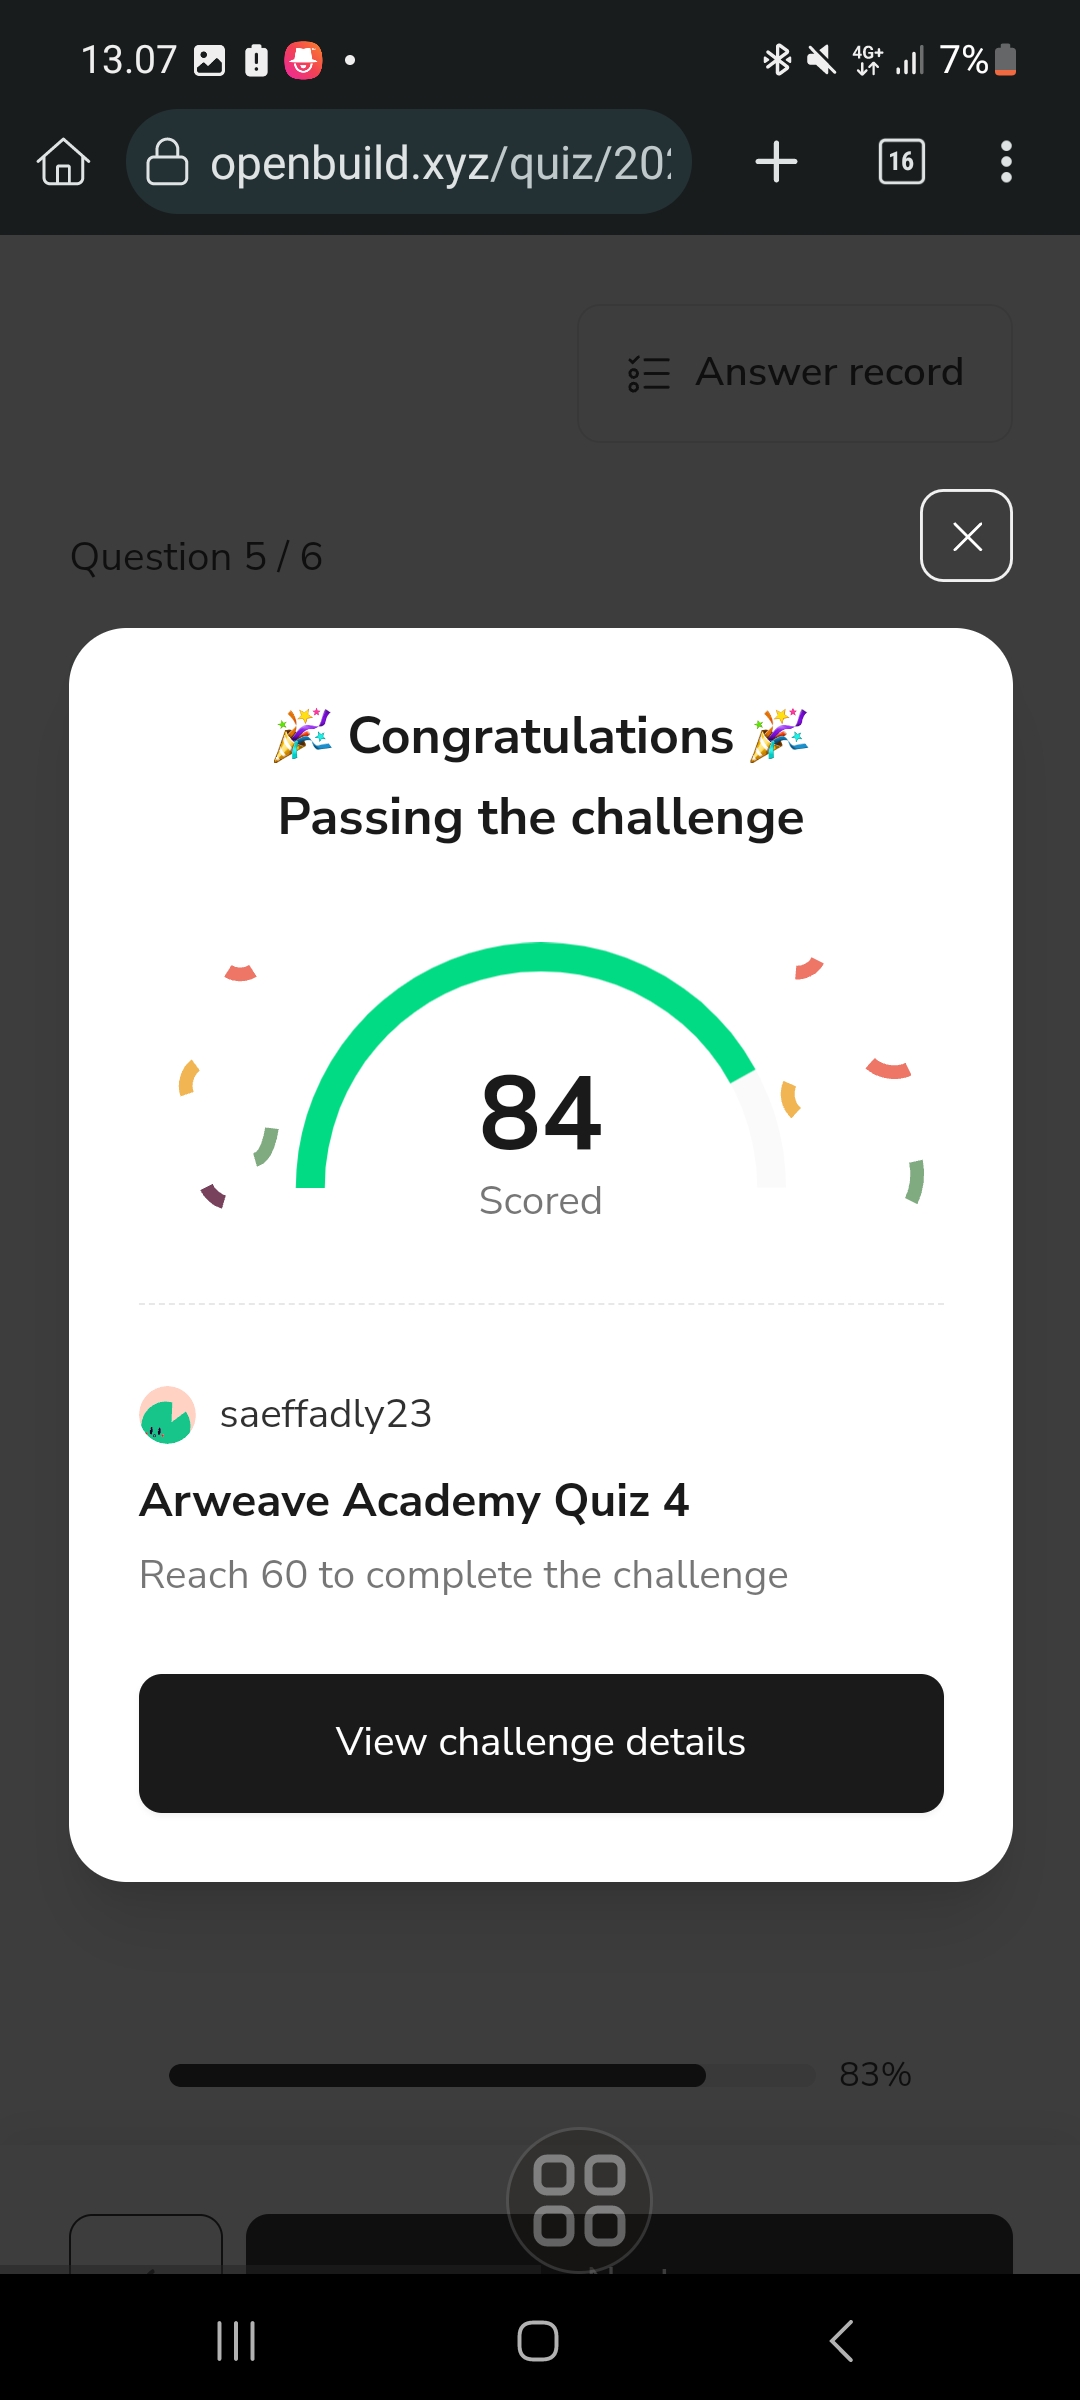 13.07
4G+
7%
openbuild.xyz/quiz/20
16
Answer record
Question 5 / 6
🎉 Congratulations 🎉
Passing the challenge
84
Scored
saeffadly23
Arweave Academy Quiz 4
Reach 60 to complete the challenge
View challenge details
83%